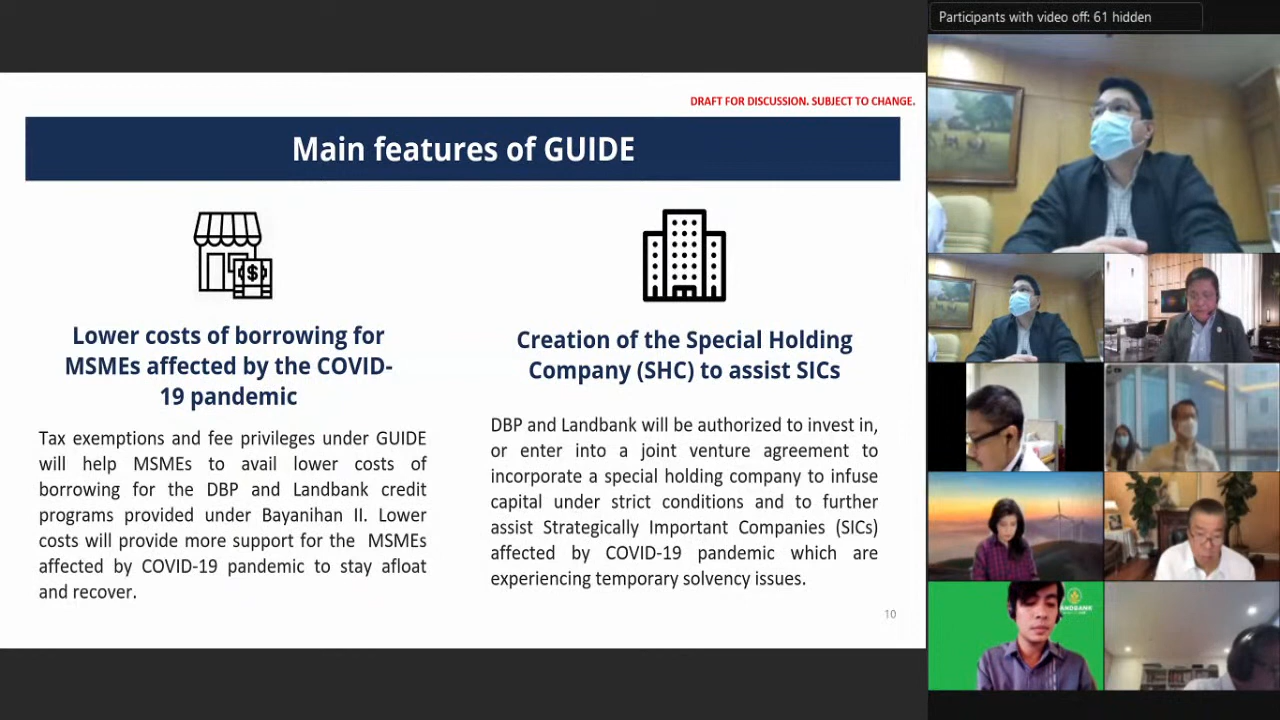 Participants with video off: 61 hidden
DRAFT FOR DISCUSSION. SUBJECT TO CHANGE.
Main features of GUIDE
$
Lower costs of borrowing for
MSMEs affected by the COVID-
19 pandemic
Tax exemptions and fee privileges under GUIDE
will help MSMEs to avail lower costs of
borrowing for the DBP and Landbank credit
programs provided under Bayanihan II. Lower
costs will provide more support for the MSMEs
affected by COVID-19 pandemic to stay afloat
and recover.
Creation of the Special Holding
Company (SHC) to assist SICs
DBP and Landbank will be authorized to invest in,
or enter into a joint venture agreement to
incorporate a special holding company to infuse
capital under strict conditions and to further
assist Strategically Important Companies (SICs)
affected by COVID-19 pandemic which are
experiencing temporary solvency issues.
10
NDBANK